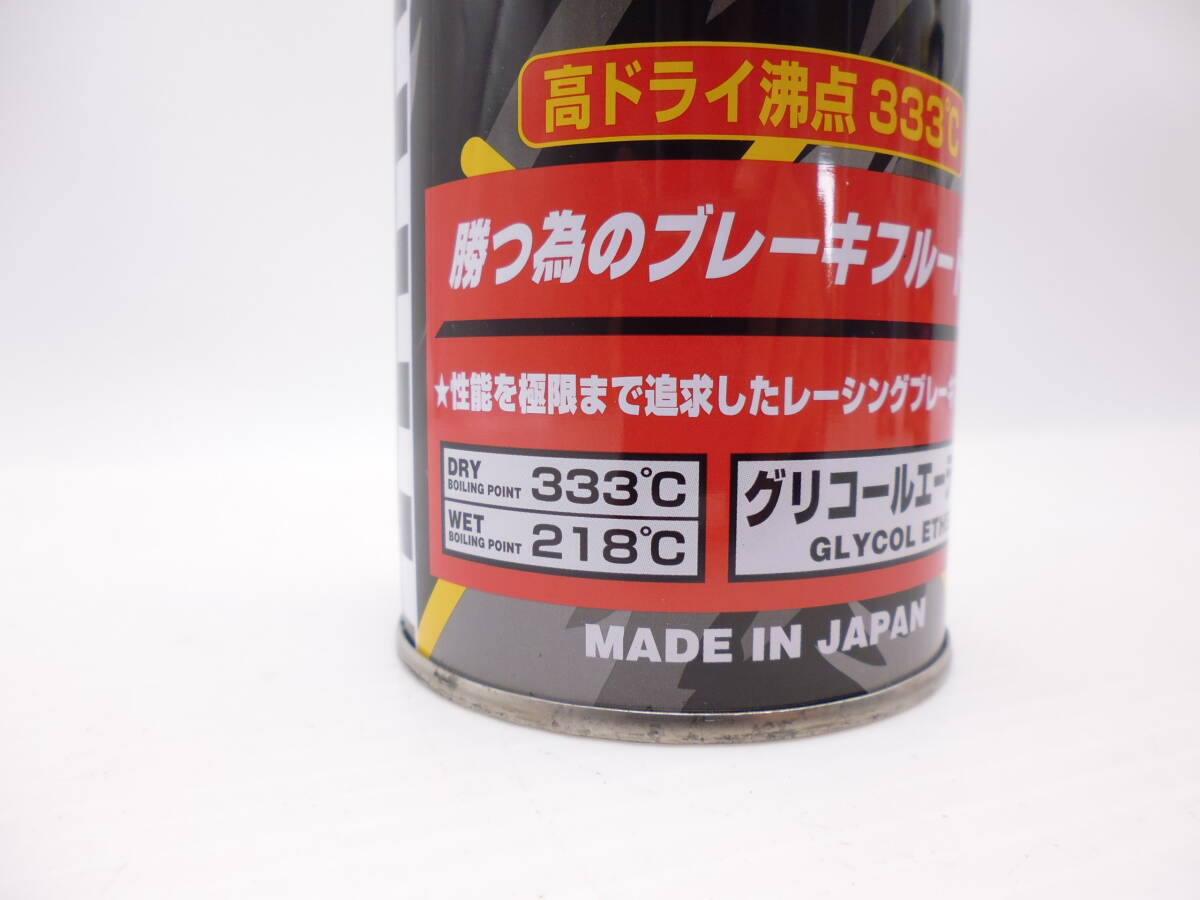 高ドライ沸点 333℃
勝つ為のブレーキフルー
★性能を極限まで追求したレーシングブレー
DRY BOILING POINT 333℃
WET BOILING POINT 218℃
グリコールエー
GLYCOL ETHE
MADE IN JAPAN